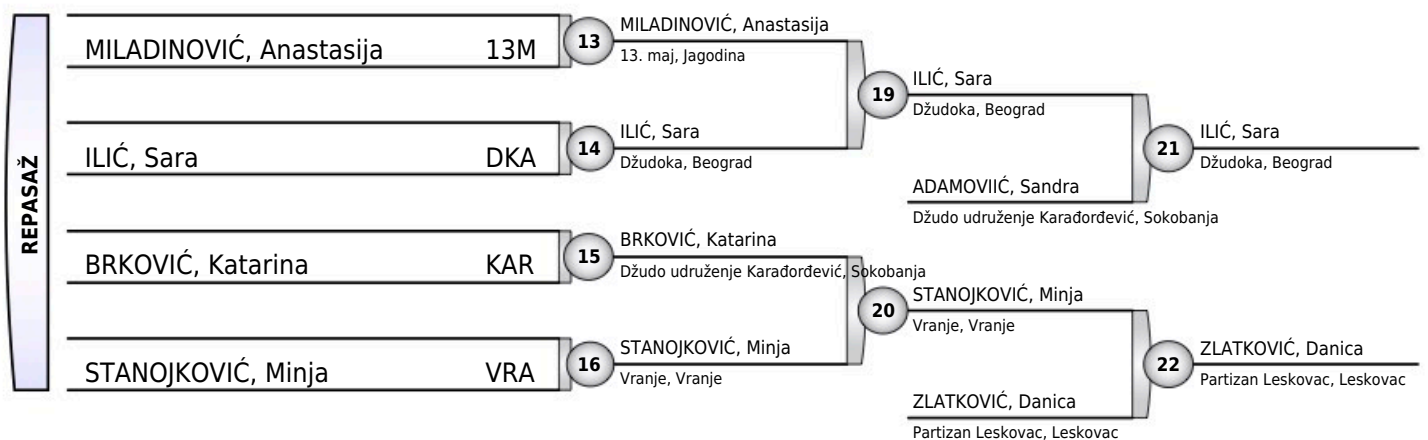 REPASAŽ
MILADINOVIĆ, Anastasija 13M
ILIĆ, Sara DKA
BRKOVIĆ, Katarina KAR
STANOJKOVIĆ, Minja VRA
13
MILADINOVIĆ, Anastasija
13. maj, Jagodina
14
ILIĆ, Sara
Džudoka, Beograd
15
BRKOVIĆ, Katarina
Džudo udruženje Karađorđević, Sokobanja
16
STANOJKOVIĆ, Minja
Vranje, Vranje
19
ILIĆ, Sara
Džudoka, Beograd
ADAMOVIIĆ, Sandra
Džudo udruženje Karađorđević, Sokobanja
20
STANOJKOVIĆ, Minja
Vranje, Vranje
ZLATKOVIĆ, Danica
Partizan Leskovac, Leskovac
21
ILIĆ, Sara
Džudoka, Beograd
22
ZLATKOVIĆ, Danica
Partizan Leskovac, Leskovac